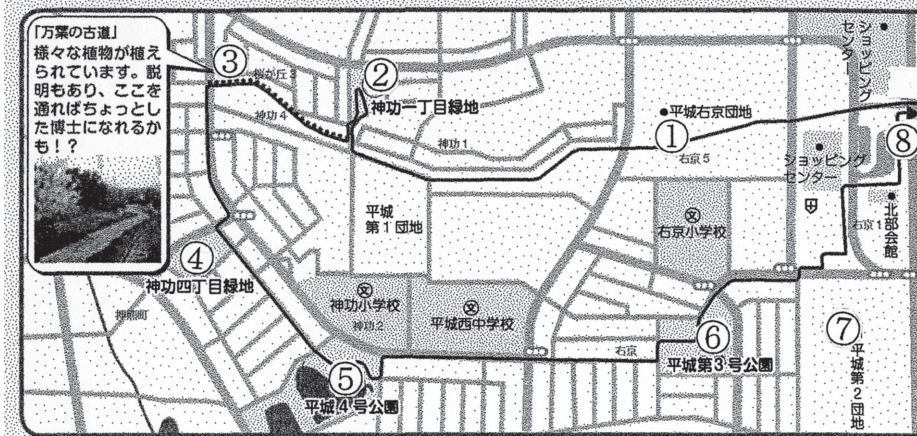 「万葉の古道」
様々な植物が植え
られています。説
明もあり、ここを
通ればちょっとし
た博士になれるか
も！？
③
桜が丘3
②
神功一丁目緑地
神功4
神功1
●平城右京団地
①
右京5
ショッピング
センター
●
⑧
ショッピング
センター
●
北部会館
右京1
平城
第1団地
文
右京小学校
④
神功四丁目緑地
文
神功小学校
神功2
文
平城西中学校
⑤
平城4号公園
右京
⑥
平城第3号公園
⑦
平城第2団地